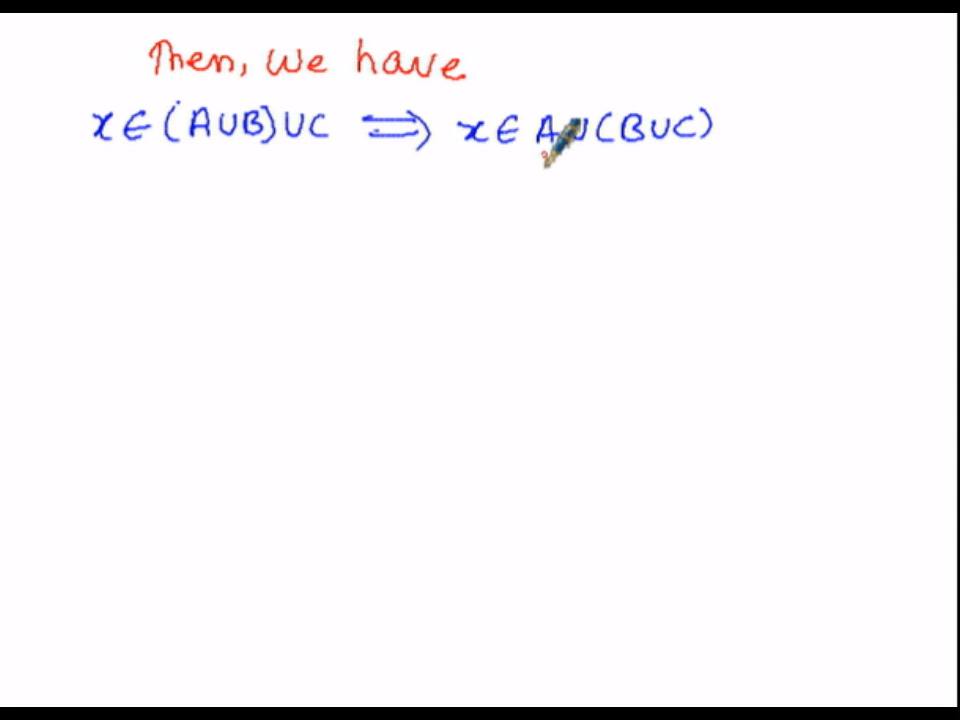 Then, we have
x ∈ (A∪B)∪C ⟹ x ∈ A∪(B∪C)